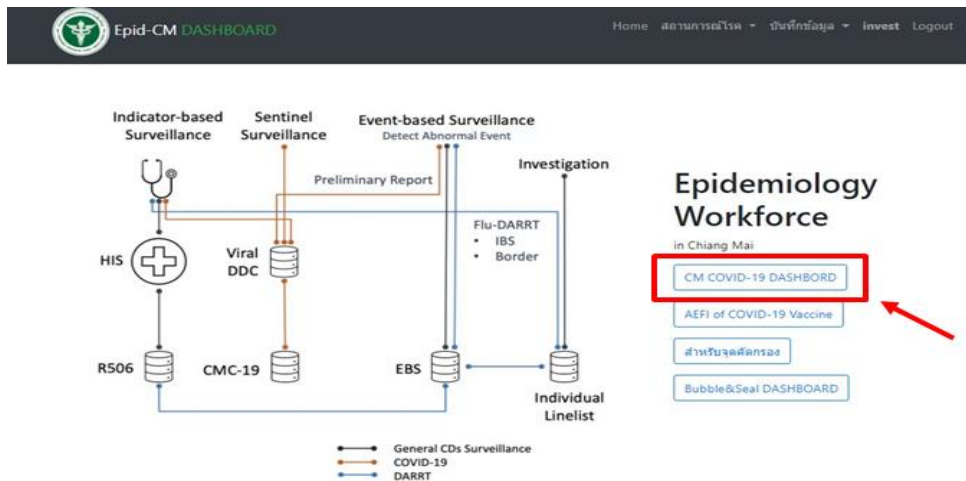 Epid-CM DASHBOARD
Home สถานการณ์โรค บันทึกข้อมูล invest Logout
Indicator-based
Surveillance
Sentinel
Surveillance
Event-based Surveillance
Detect Abnormal Event
Investigation
Preliminary Report
Flu-DARRT
• IBS
• Border
HIS
Viral
DDC
R506
CMC-19
EBS
Individual
Linelist
General CDs Surveillance
COVID-19
DARRT
Epidemiology
Workforce
in Chiang Mai
CM COVID-19 DASHBORD
AEFI of COVID-19 Vaccine
สำหรับจุดคัดกรอง
Bubble&Seal DASHBOARD